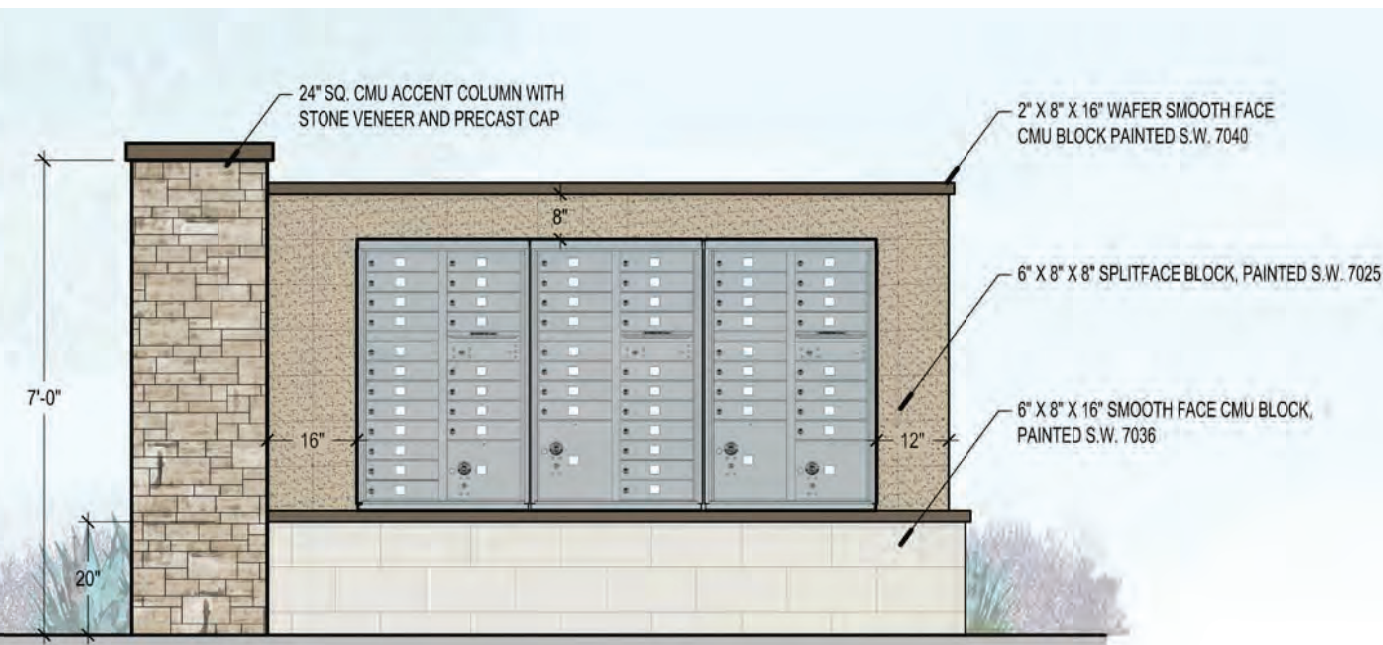 24" SQ. CMU ACCENT COLUMN WITH
STONE VENEER AND PRECAST CAP
2" X 8" X 16" WAFER SMOOTH FACE
CMU BLOCK PAINTED S.W. 7040
8"
6" X 8" X 8" SPLITFACE BLOCK, PAINTED S.W. 7025
7'-0"
6" X 8" X 16" SMOOTH FACE CMU BLOCK,
PAINTED S.W. 7036
16"
12"
20"